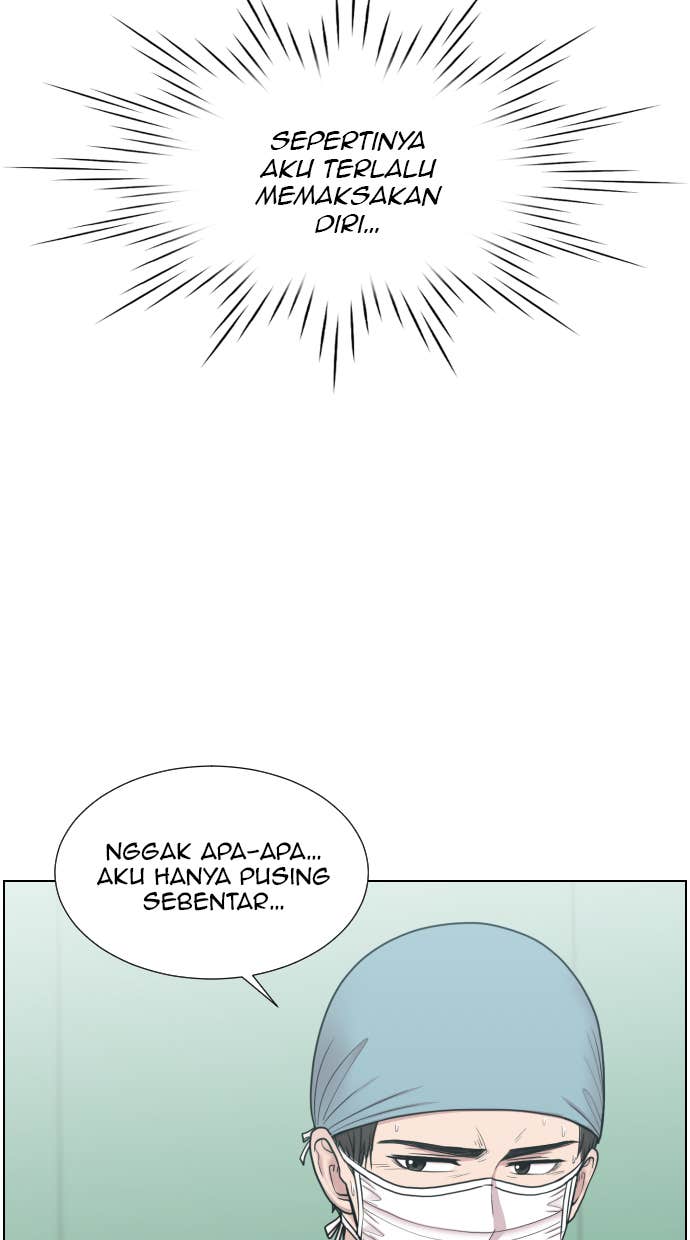 SEPERTINYA
AKU TERLALU
MEMAKSAKAN
DIRI...
NGGAK APA-APA...
AKU HANYA PUSING
SEBENTAR...